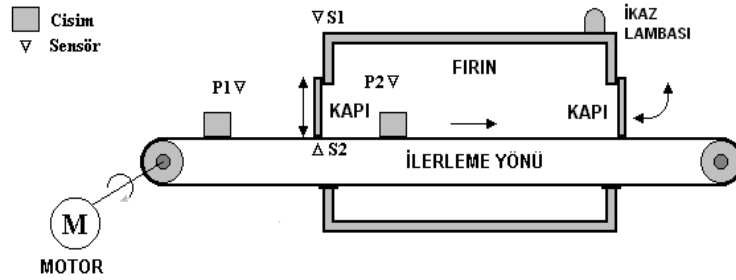 Cisim
Sensör
S1
İKAZ
LAMBASI
FIRIN
P1
P2
KAPI
KAPI
S2
İLERLEME YÖNÜ
M
MOTOR